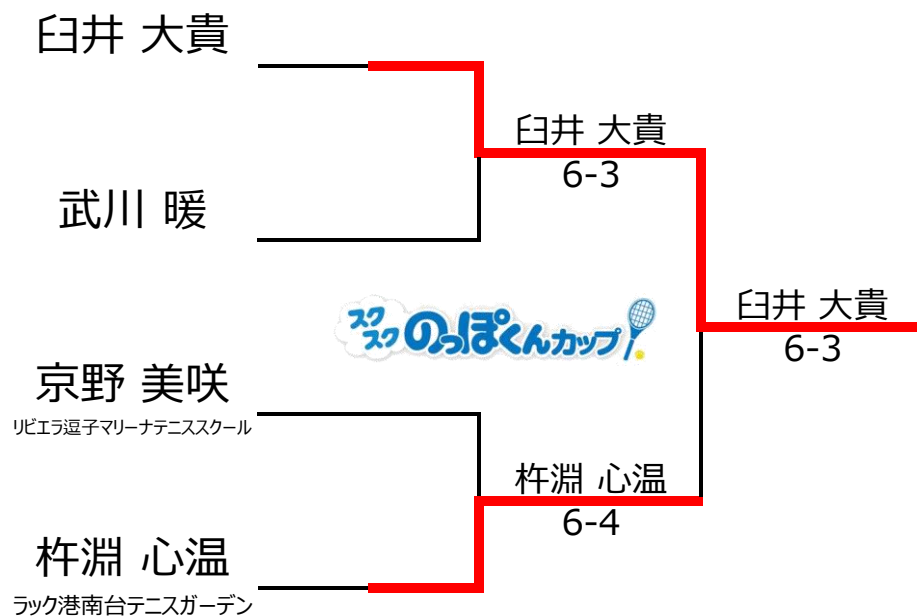 臼井 大貴
臼井 大貴
6-3
武川 暖
臼井 大貴
6-3
スクスク のっぽくんカップ
京野 美咲
リビエラ逗子マリーナテニススクール
杵淵 心温
6-4
杵淵 心温
ラック港南台テニスガーデン